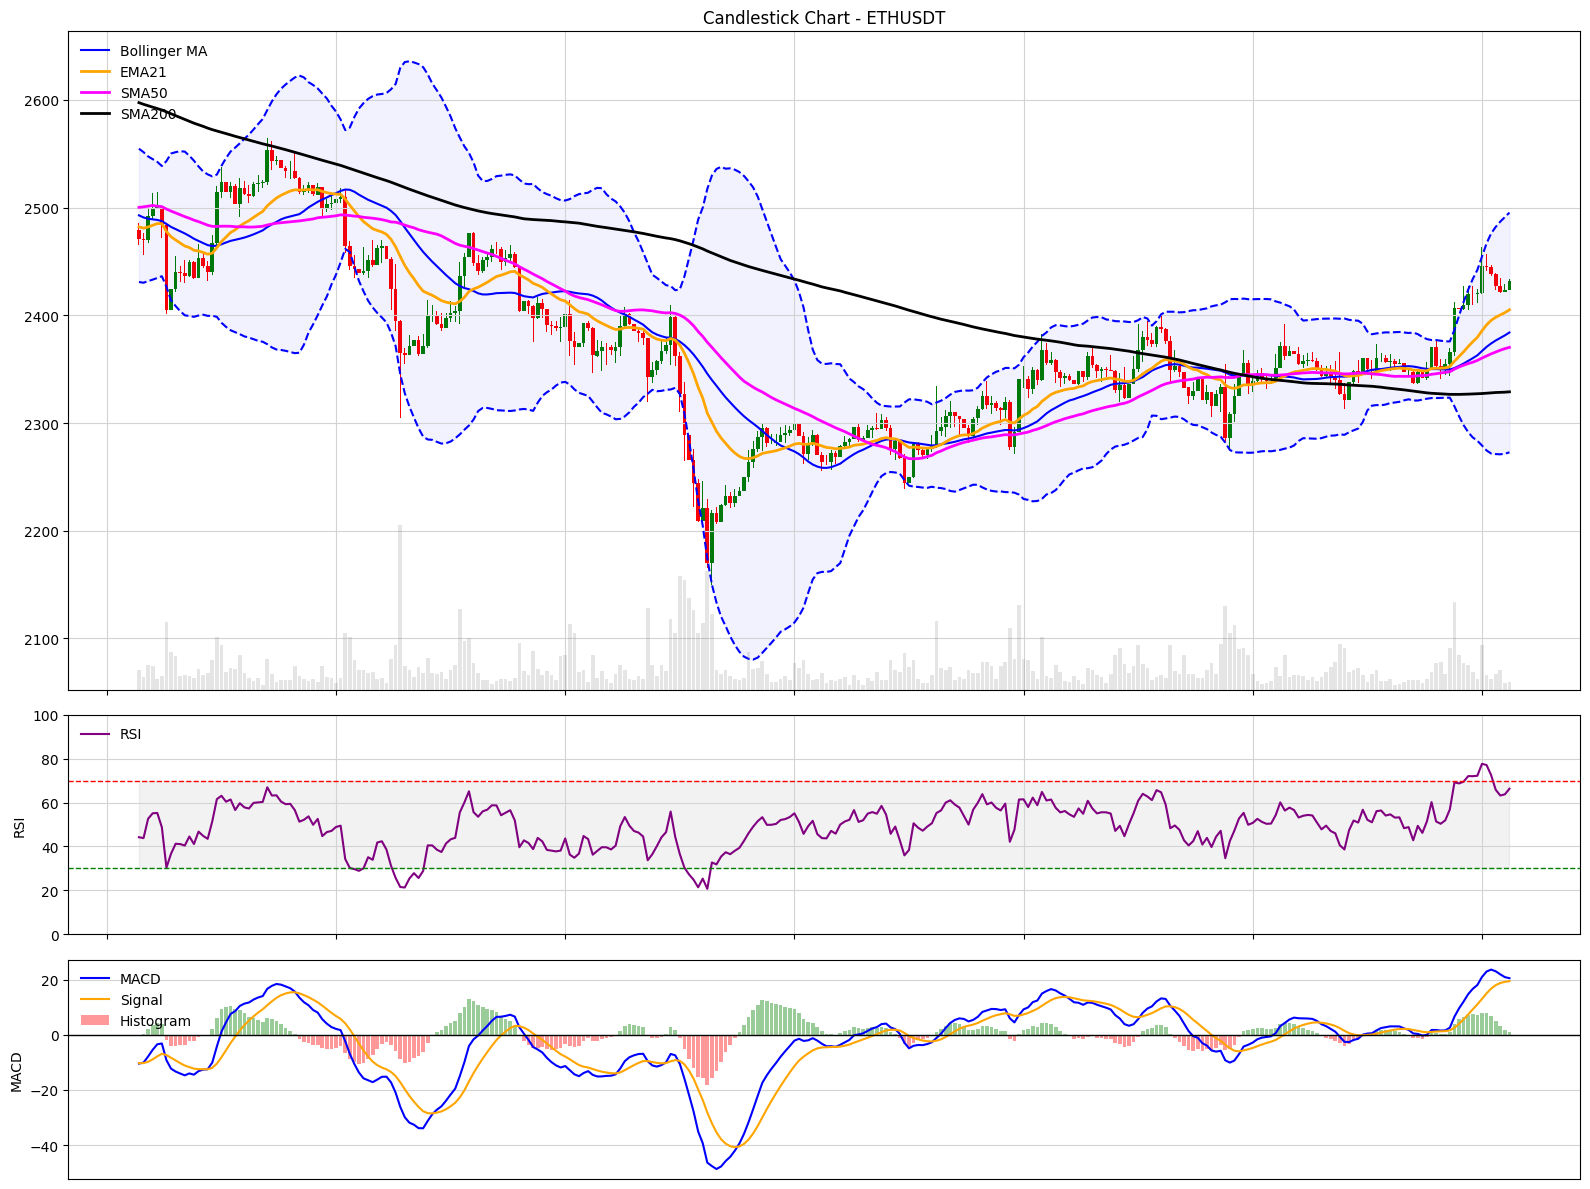 Candlestick Chart - ETHUSDT
Bollinger MA
EMA21
SMA50
SMA200
2600
2500
2400
2300
2200
2100
RSI
100
80
60
40
20
0
RSI
MACD
Signal
Histogram
20
0
−20
−40
MACD